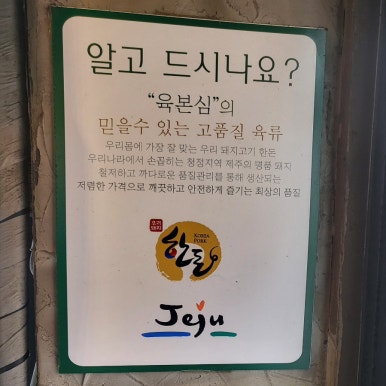 알고 드시나요?
“육본심”의
믿을수 있는 고품질 육류
우리몸에 가장 잘 맞는 우리 돼지고기 한돈
우리나라에서 손꼽히는 청정지역 제주의 명품 돼지
철저하고 까다로운 품질관리를 통해 생산되는
저렴한 가격으로 깨끗하고 안전하게 즐기는 최상의 품질
KOREA
PORK
한돈
Jeju